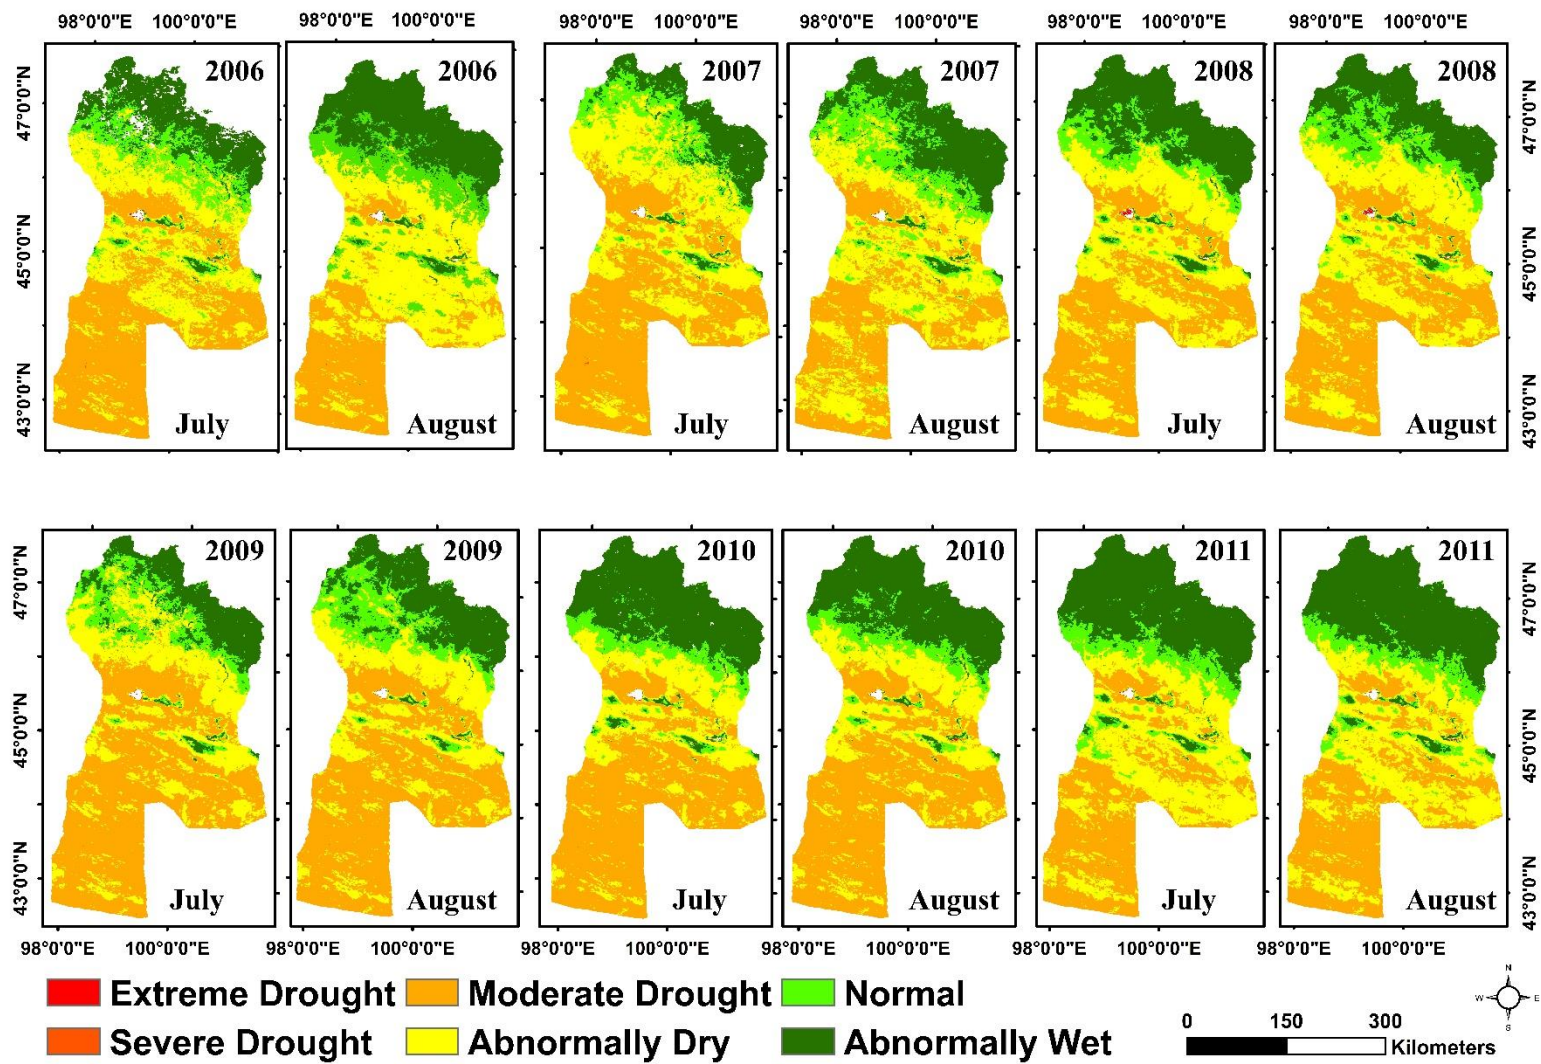 98°0'0"E 100°0'0"E 98°0'0"E 100°0'0"E 98°0'0"E 100°0'0"E 98°0'0"E 100°0'0"E 98°0'0"E 100°0'0"E 98°0'0"E 100°0'0"E
2006 2006 2007 2007 2008 2008
47°0'0"N 47°0'0"N
45°0'0"N 45°0'0"N
43°0'0"N 43°0'0"N
July August July August July August
2009 2009 2010 2010 2011 2011
47°0'0"N 47°0'0"N
45°0'0"N 45°0'0"N
43°0'0"N 43°0'0"N
July August July August July August
98°0'0"E 100°0'0"E 98°0'0"E 100°0'0"E 98°0'0"E 100°0'0"E 98°0'0"E 100°0'0"E 98°0'0"E 100°0'0"E 98°0'0"E 100°0'0"E
Extreme Drought Moderate Drought Normal
Severe Drought Abnormally Dry Abnormally Wet
N
W E
S
0 150 300
Kilometers